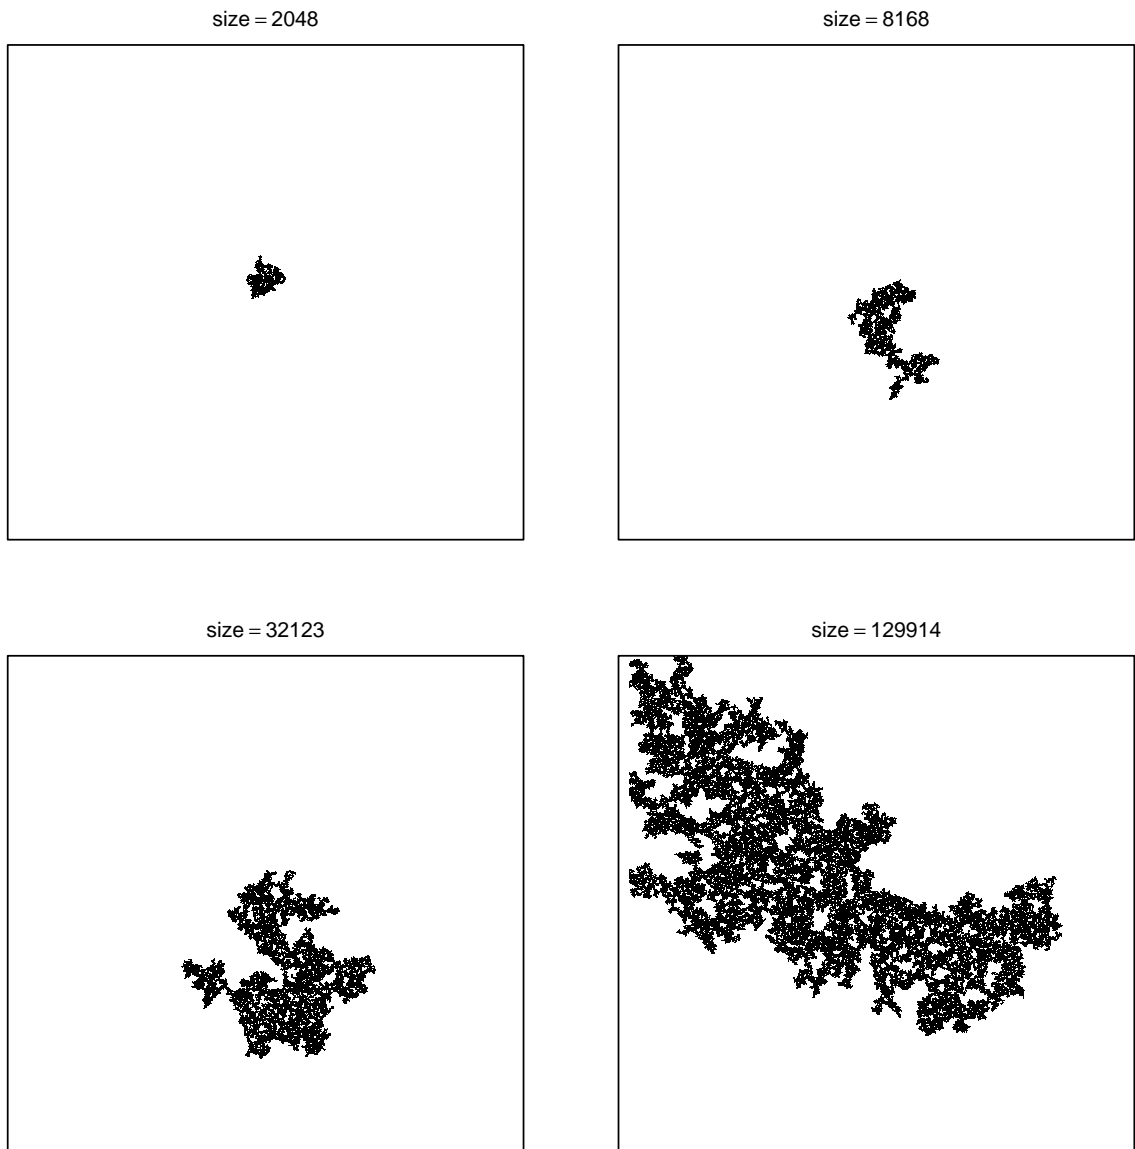 size = 2048
size = 8168
size = 32123
size = 129914